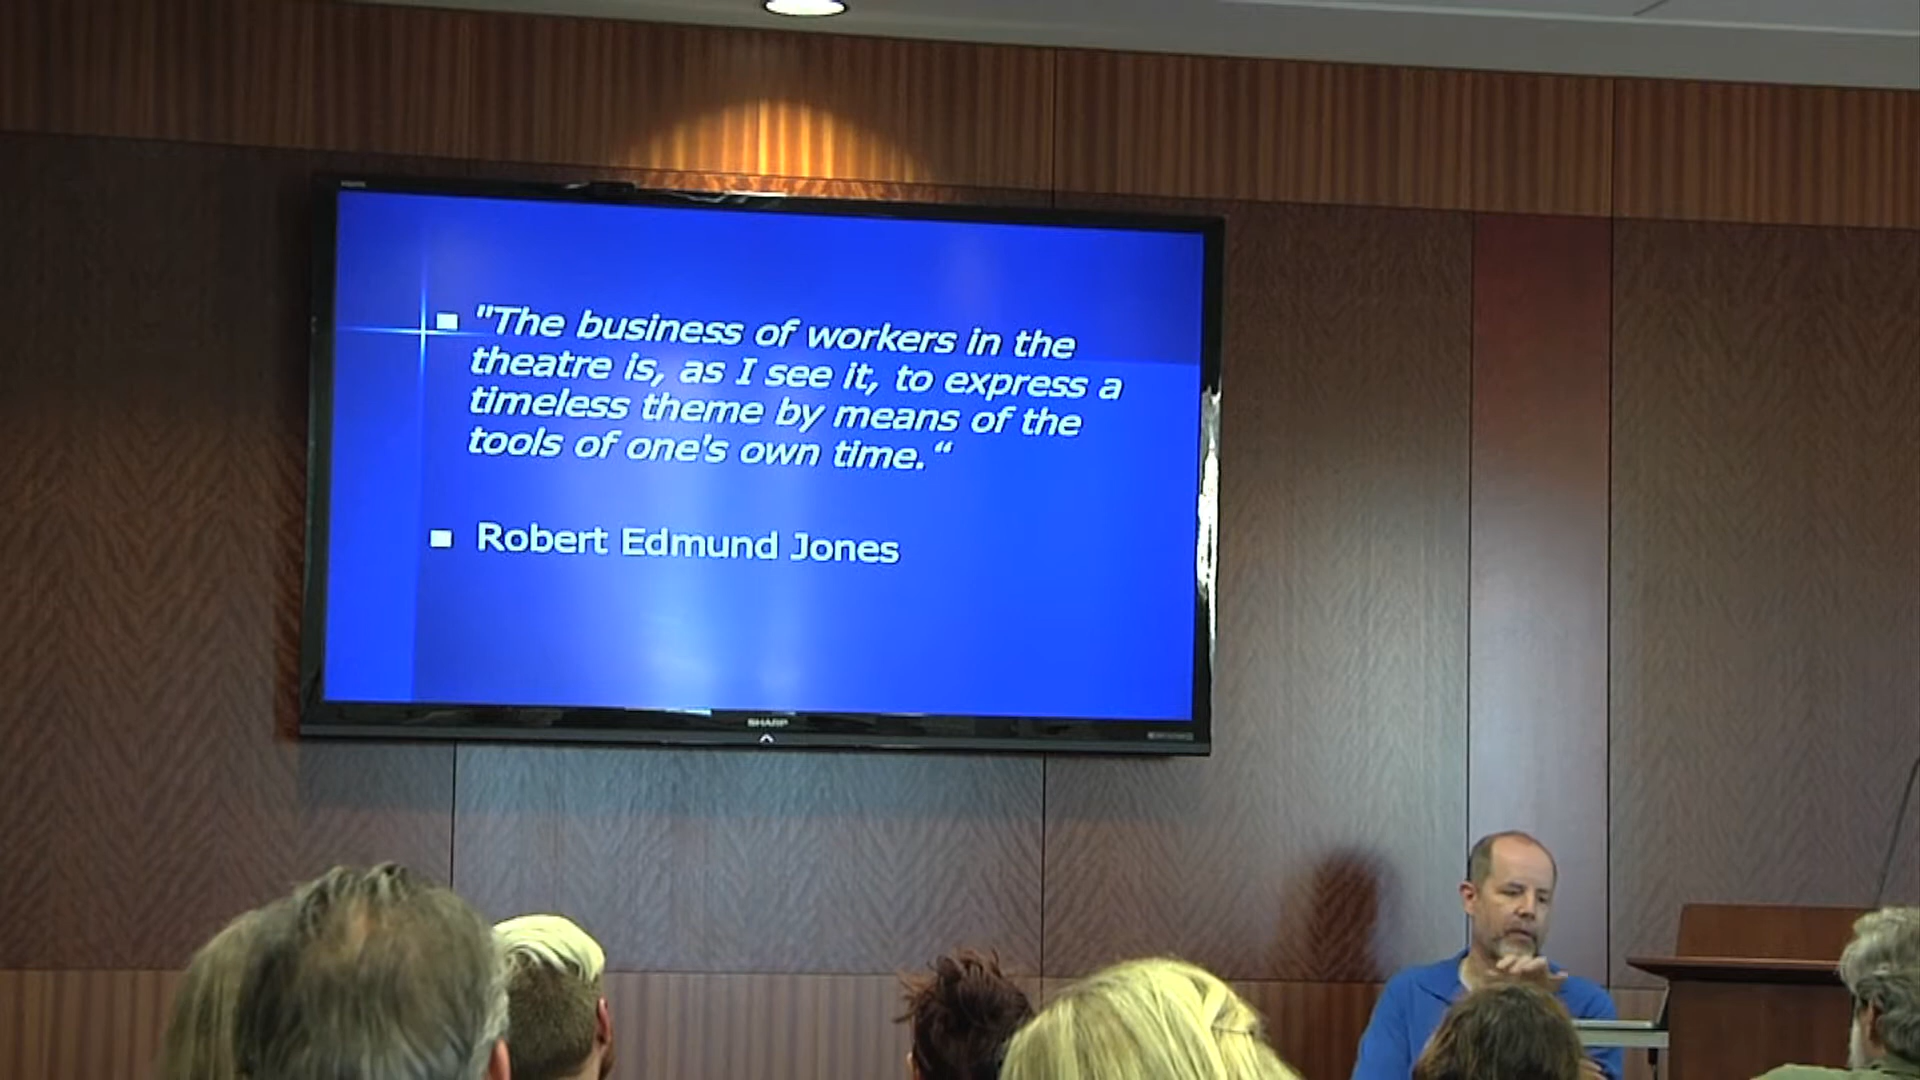 "The business of workers in the
theatre is, as I see it, to express a
timeless theme by means of the
tools of one's own time.“
Robert Edmund Jones
SHARP